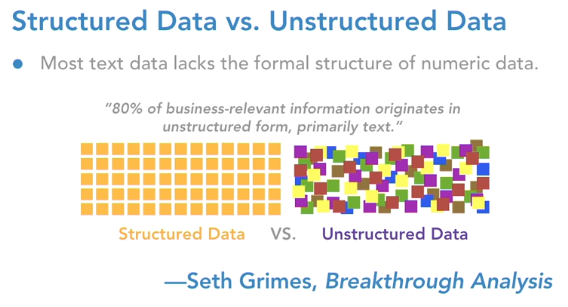 Structured Data vs. Unstructured Data
● Most text data lacks the formal structure of numeric data.
"80% of business-relevant information originates in
unstructured form, primarily text."
Structured Data VS. Unstructured Data
—Seth Grimes, Breakthrough Analysis